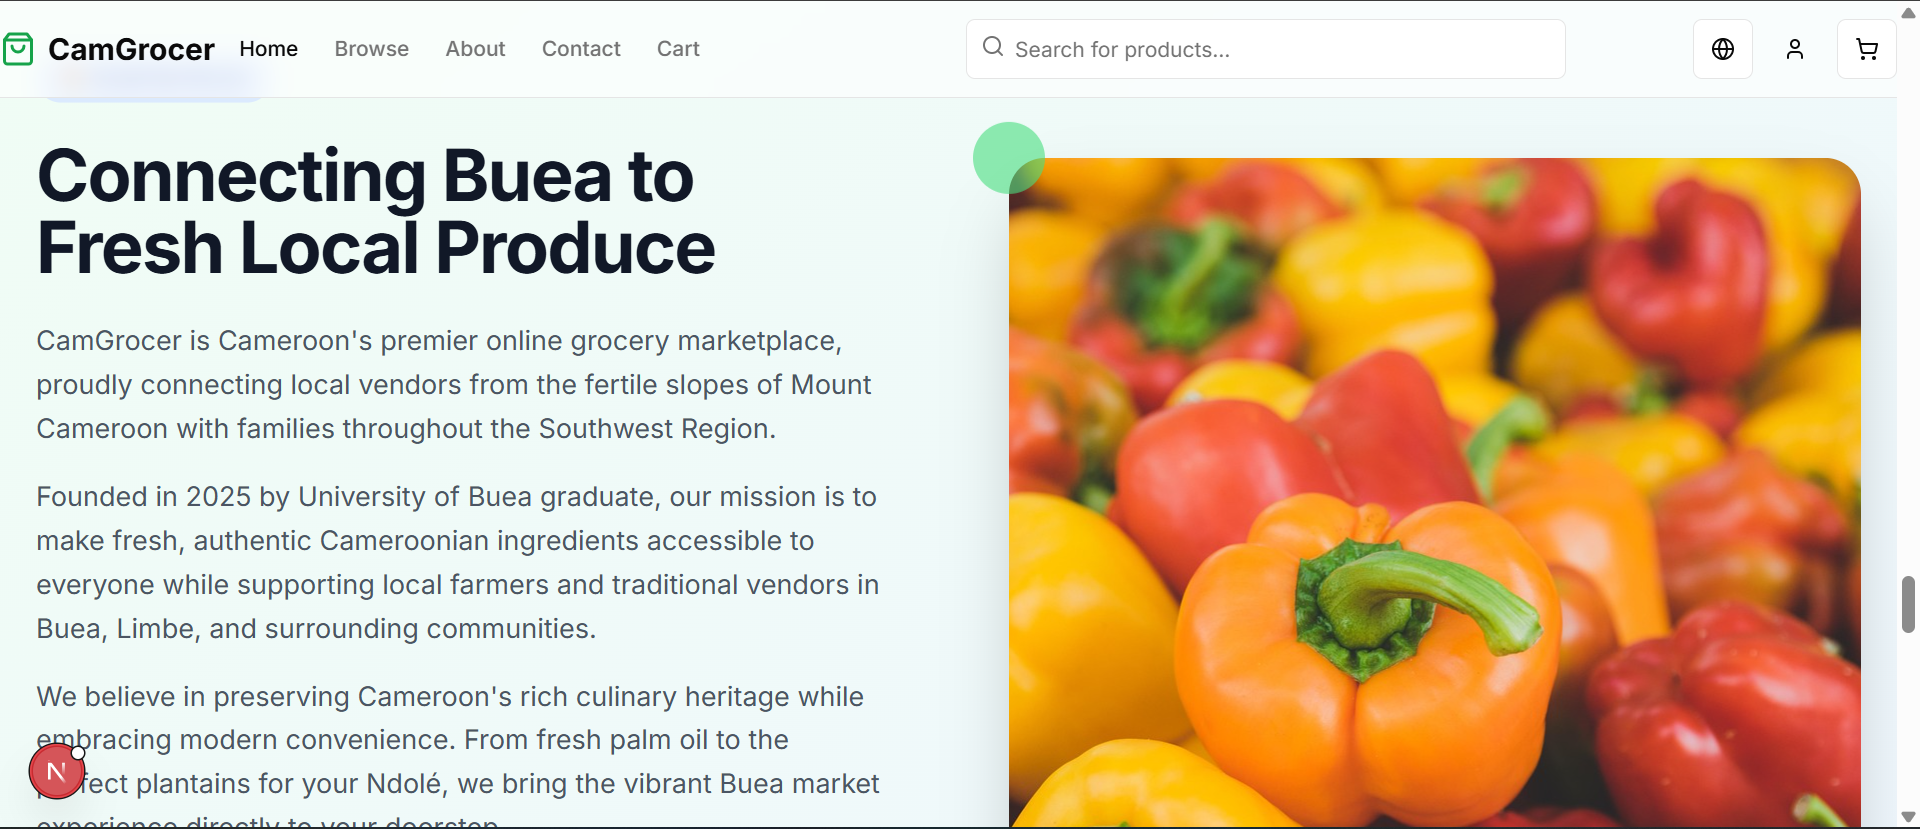 CamGrocer
Home
Browse
About
Contact
Cart
Search for products...
Connecting Buea to
Fresh Local Produce
CamGrocer is Cameroon's premier online grocery marketplace,
proudly connecting local vendors from the fertile slopes of Mount
Cameroon with families throughout the Southwest Region.
Founded in 2025 by University of Buea graduate, our mission is to
make fresh, authentic Cameroonian ingredients accessible to
everyone while supporting local farmers and traditional vendors in
Buea, Limbe, and surrounding communities.
We believe in preserving Cameroon's rich culinary heritage while
embracing modern convenience. From fresh palm oil to the
fect plantains for your Ndolé, we bring the vibrant Buea market
experience directly to your doorstep.
N